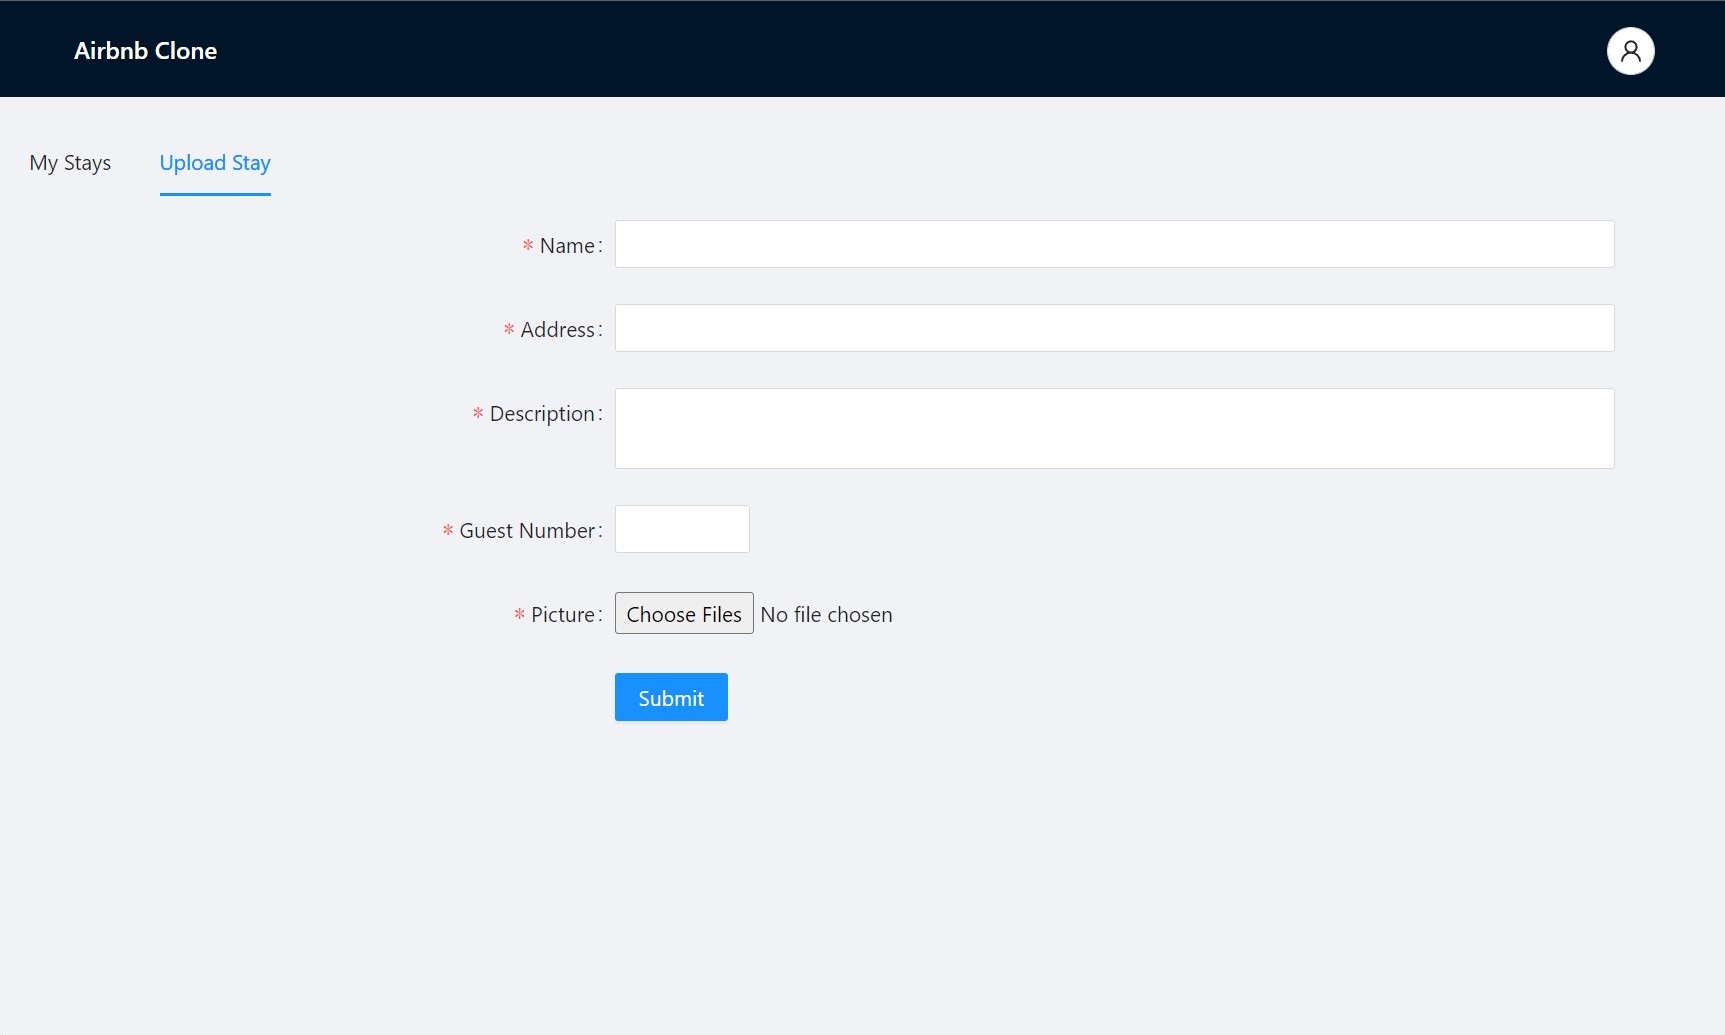 Airbnb Clone
My Stays Upload Stay
* Name:
* Address:
* Description:
* Guest Number:
* Picture: Choose Files No file chosen
Submit